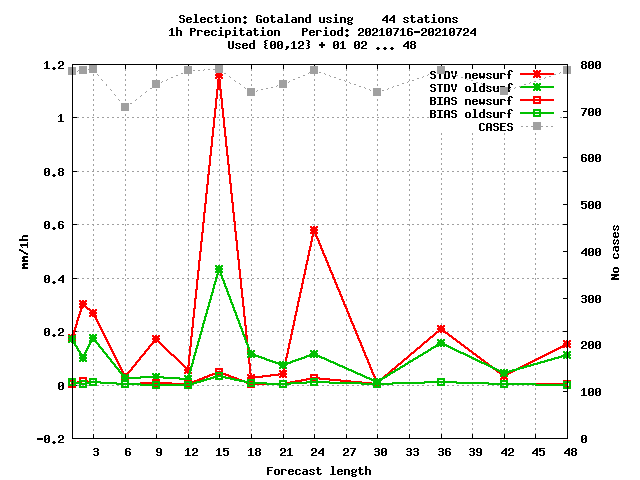 Selection: Gotaland using    44 stations
1h Precipitation   Period: 20210716-20210724
Used {00,12} + 01 02 ... 48
STDV newsurf
STDV oldsurf
BIAS newsurf
BIAS oldsurf
CASES
1.2
1
0.8
0.6
0.4
0.2
0
-0.2
mm/1h
800
700
600
500
400
300
200
100
0
No cases
3 6 9 12 15 18 21 24 27 30 33 36 39 42 45 48
Forecast length